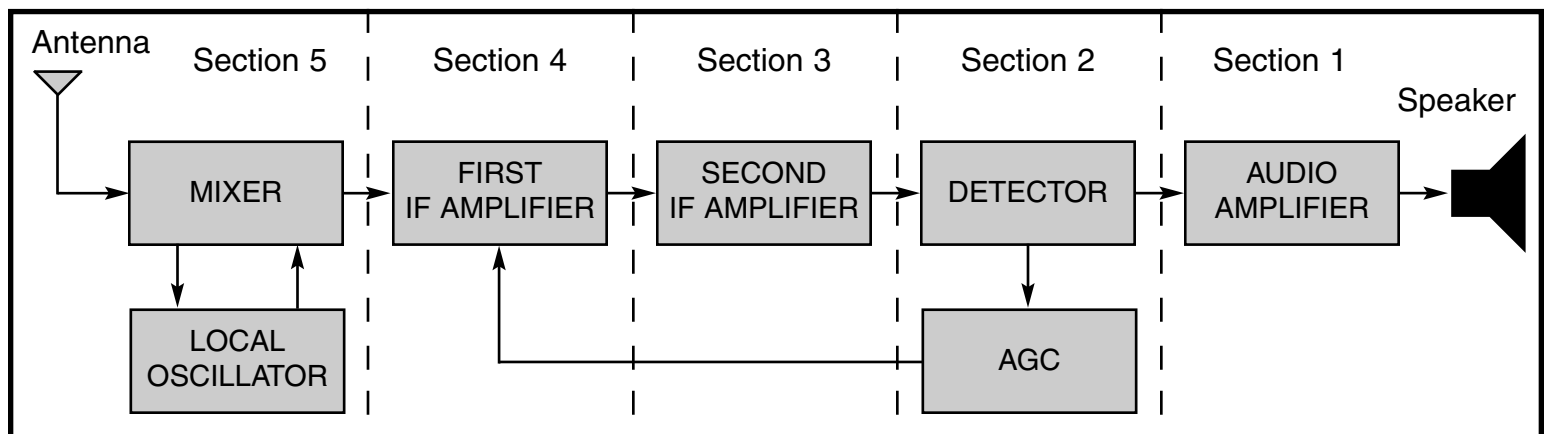 Antenna
Section 5
Section 4
Section 3
Section 2
Section 1
Speaker
MIXER
FIRST
IF AMPLIFIER
SECOND
IF AMPLIFIER
DETECTOR
AUDIO
AMPLIFIER
LOCAL
OSCILLATOR
AGC